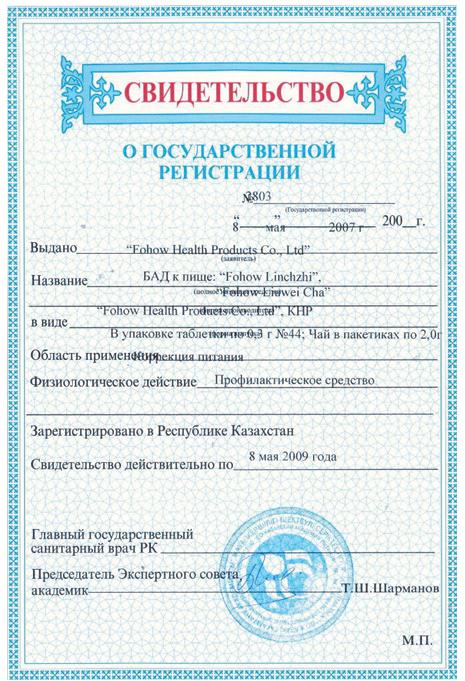 СВИДЕТЕЛЬСТВО
О ГОСУДАРСТВЕННОЙ
РЕГИСТРАЦИИ
№ 3803
(Государственной регистрации)
“ 8 ” мая 2007 г 200__г.
Выдано “Fohow Health Products Co., Ltd”
(заявитель)
Название БАД к пище: “Fohow Linchzhi”,
“Fohow Liuwei Cha”
“Fohow Health Products Co., Ltd”, КНР
в виде
В упаковке таблетки по 0,3 г №44; Чай в пакетиках по 2,0г
Область применения Коррекция питания
Физиологическое действие Профилактическое средство
Зарегистрировано в Республике Казахстан
Свидетельство действительно по 8 мая 2009 года
Главный государственный
санитарный врач РК
Председатель Экспертного совета
академик Т.Ш.Шарманов
М.П.